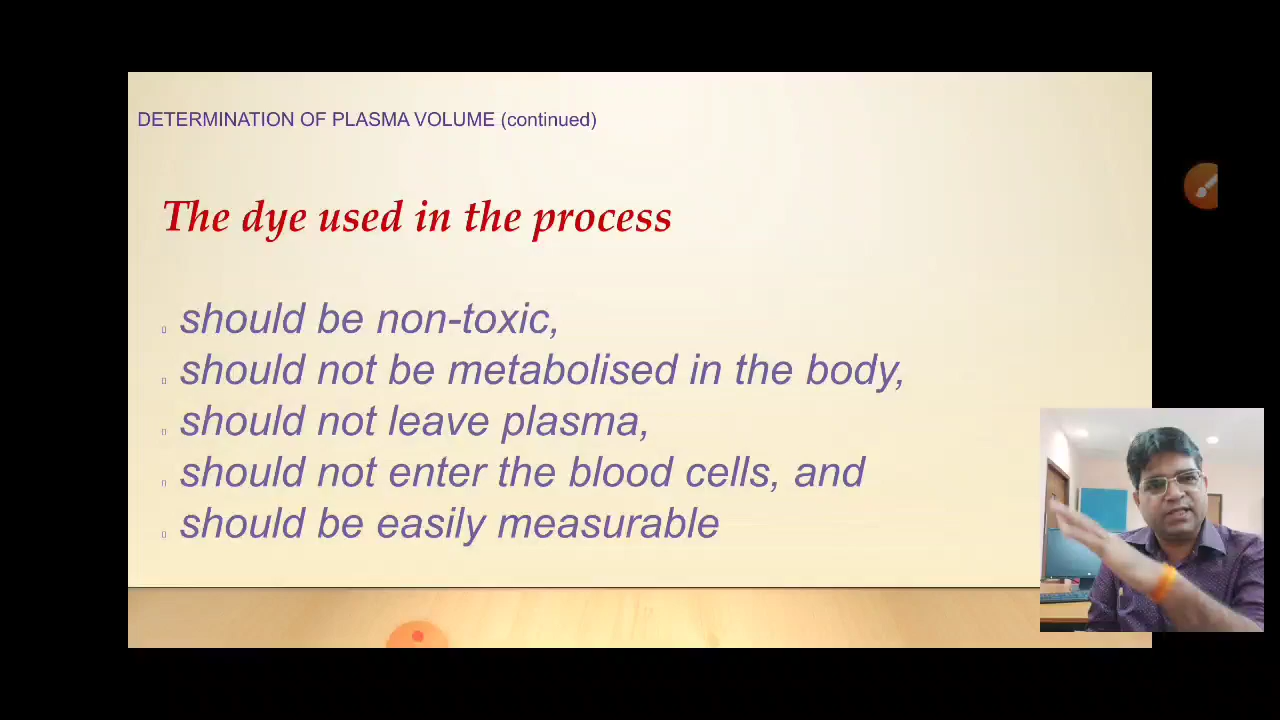 DETERMINATION OF PLASMA VOLUME (continued)
The dye used in the process
should be non-toxic,
should not be metabolised in the body,
should not leave plasma,
should not enter the blood cells, and
should be easily measurable